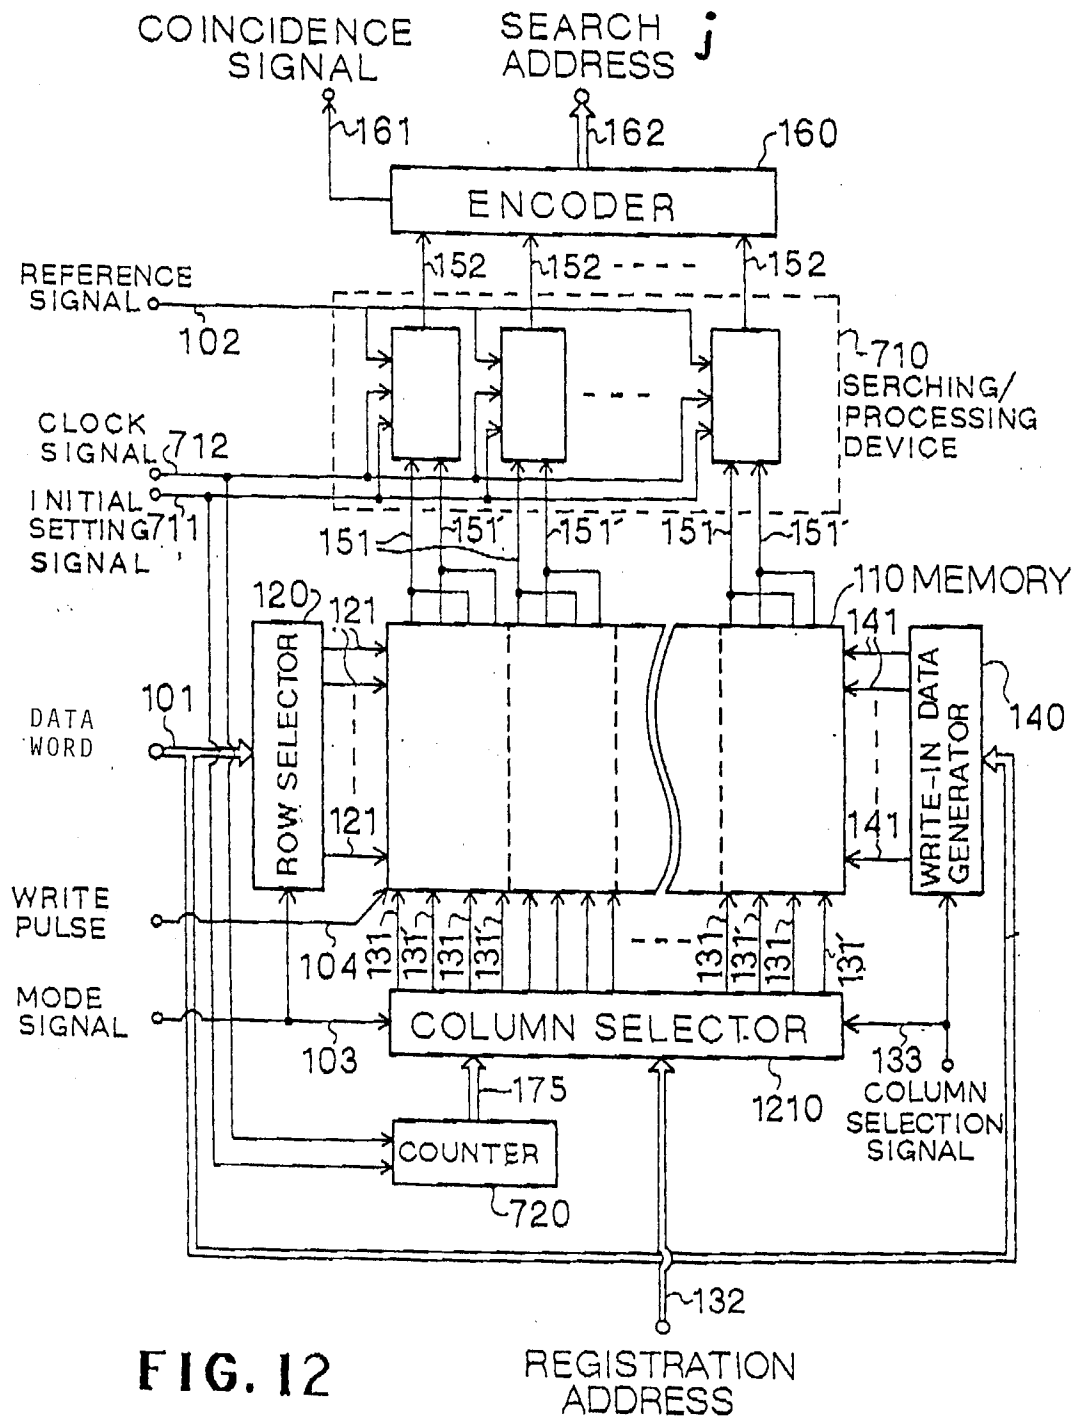 COINCIDENCE
SIGNAL
SEARCH j
ADDRESS
161
162
160
ENCODER
152
152
152
REFERENCE
SIGNAL
102
710
SERCHING/
PROCESSING
DEVICE
CLOCK
SIGNAL
712
INITIAL
SETTING
SIGNAL
711
151
151'
151'
151
151'
110 MEMORY
120
121
ROW SELECTOR
141
WRITE-IN DATA
GENERATOR
140
101
DATA
WORD
121
141
WRITE
PULSE
104
131
131'
131
131'
131
131'
131
131'
MODE
SIGNAL
103
COLUMN SELECTOR
133
COLUMN
SELECTION
SIGNAL
175
1210
COUNTER
720
132
REGISTRATION
ADDRESS
FIG. 12